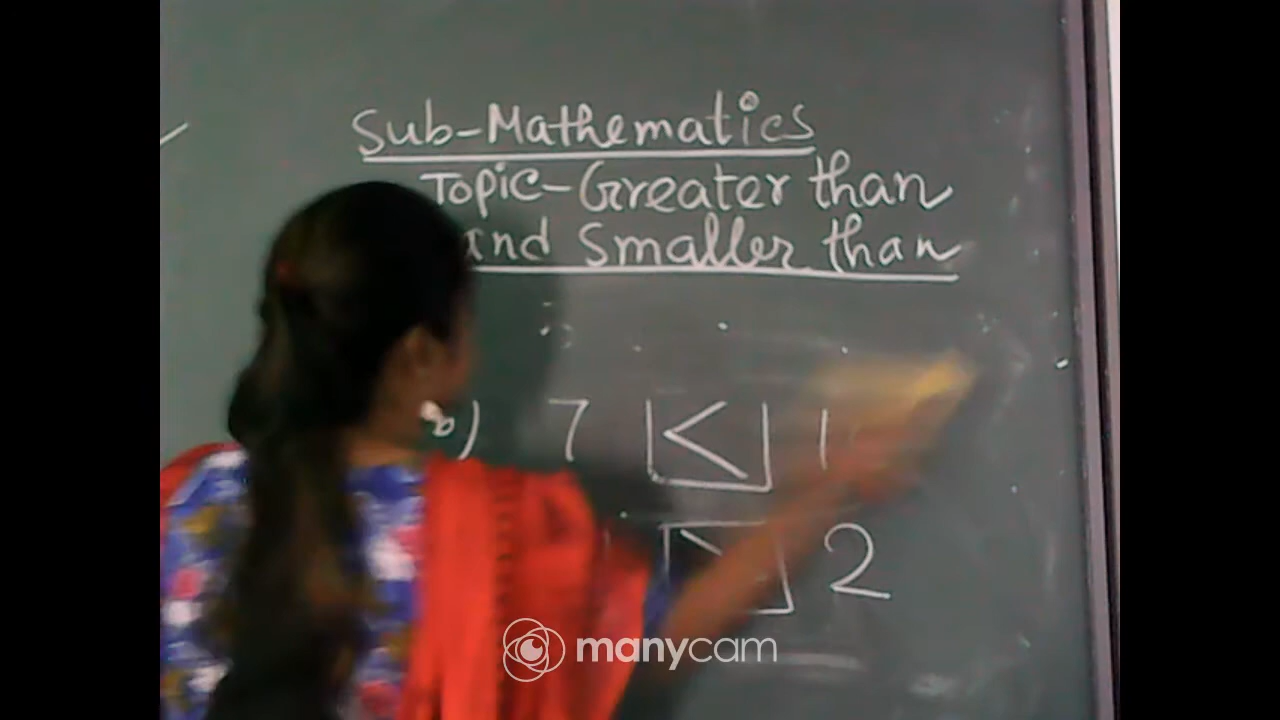 Sub-Mathematics
Topic-Greater than
and Smaller than
b) 7 < 1
2
manycam